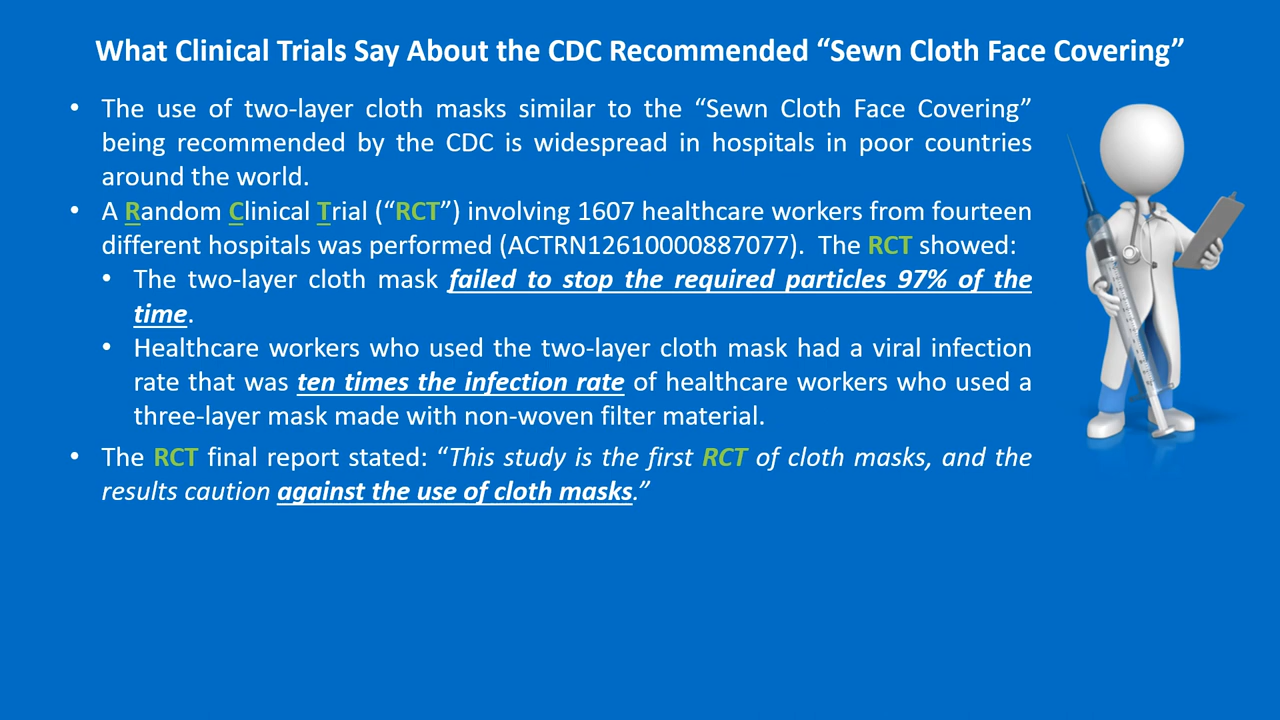 What Clinical Trials Say About the CDC Recommended “Sewn Cloth Face Covering”
• The use of two-layer cloth masks similar to the “Sewn Cloth Face Covering”
being recommended by the CDC is widespread in hospitals in poor countries
around the world.
• A Random Clinical Trial (“RCT”) involving 1607 healthcare workers from fourteen
different hospitals was performed (ACTRN12610000887077). The RCT showed:
• The two-layer cloth mask failed to stop the required particles 97% of the
time.
• Healthcare workers who used the two-layer cloth mask had a viral infection
rate that was ten times the infection rate of healthcare workers who used a
three-layer mask made with non-woven filter material.
• The RCT final report stated: “This study is the first RCT of cloth masks, and the
results caution against the use of cloth masks.”